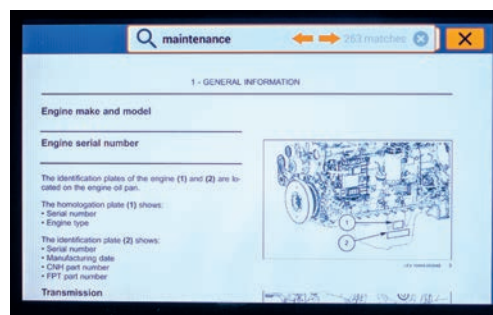 maintenance
263 matches
1 - GENERAL INFORMATION
Engine make and model
Engine serial number
The identification plates of the engine (1) and (2) are lo-
cated on the engine oil pan.
The homologation plate (1) shows:
• Serial number
• Engine type
The identification plate (2) shows:
• Serial number
• Manufacturing date
• CNH part number
• FPT part number
1
2
Transmission